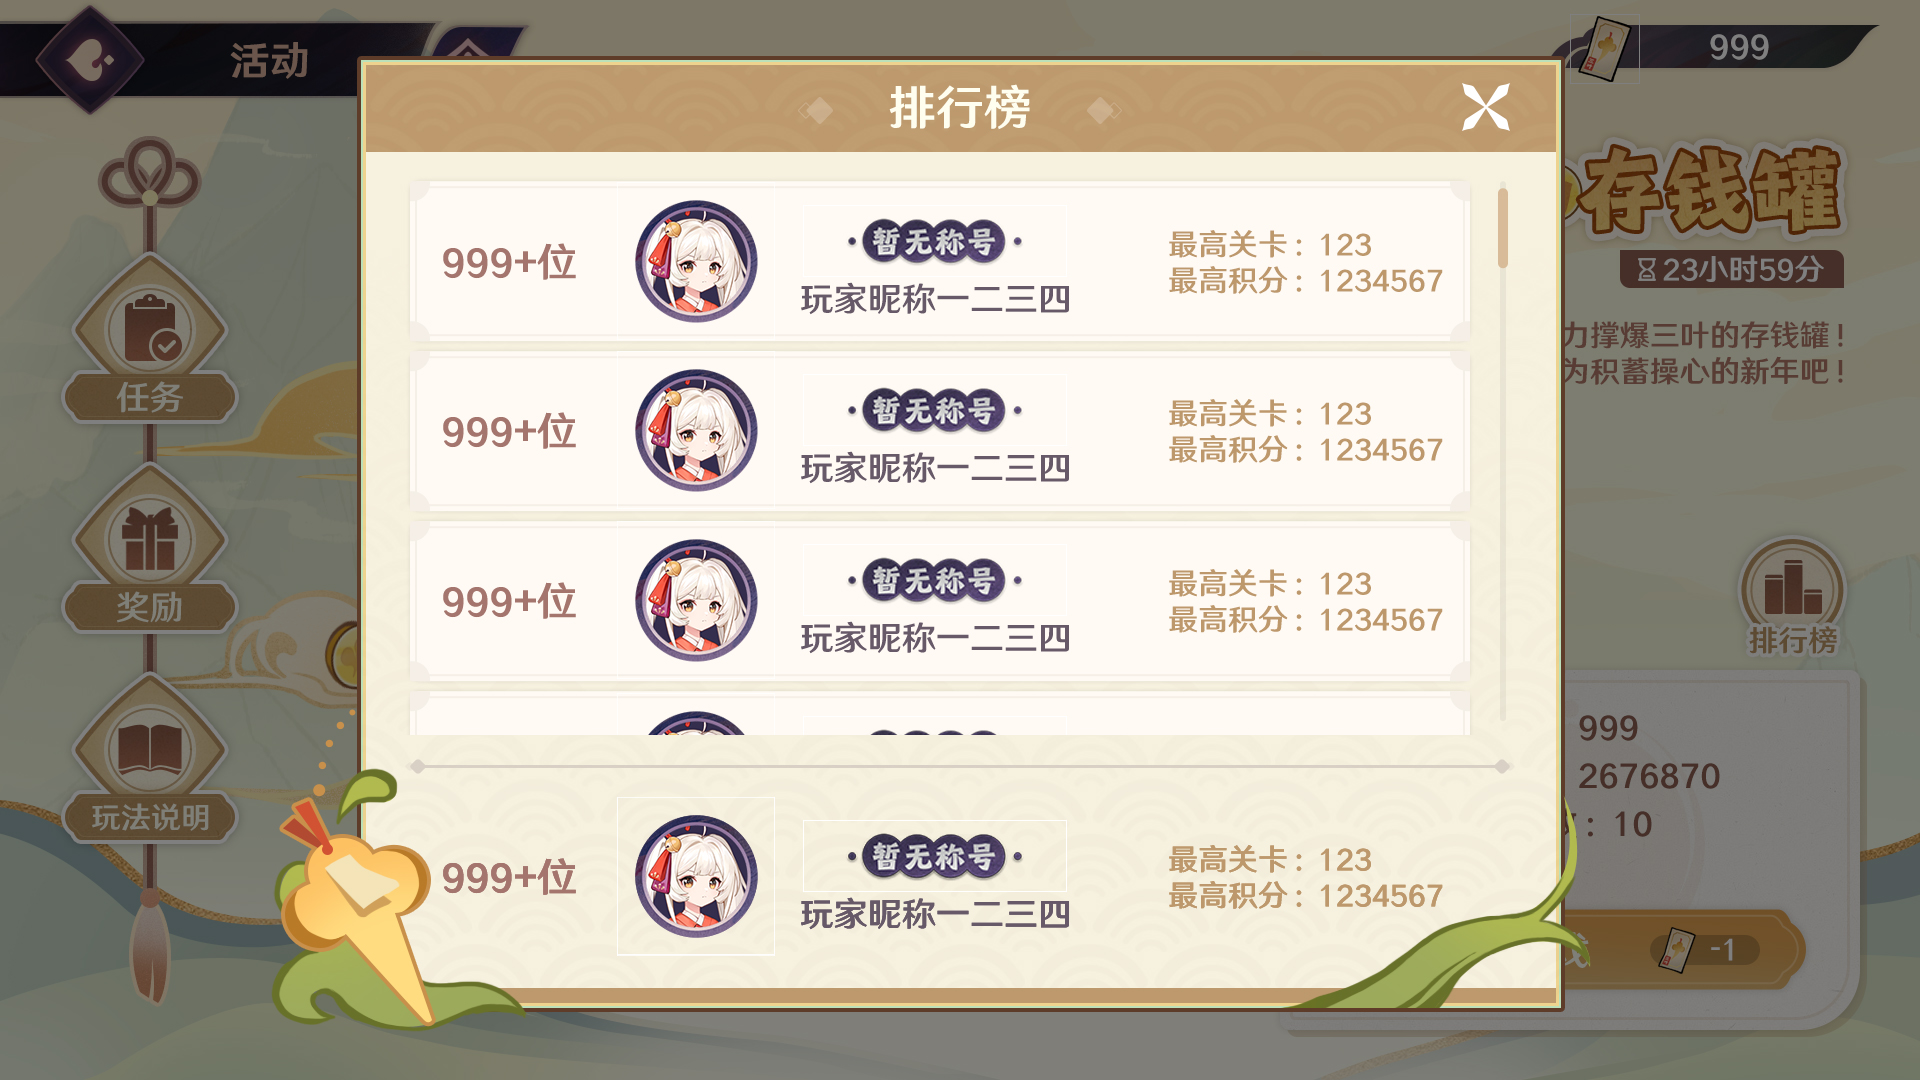 活动
999
排行榜
存钱罐
23小时59分
力撑爆三叶的存钱罐！
为积蓄操心的新年吧！
任务
奖励
玩法说明
999+位
暂无称号
玩家昵称一二三四
最高关卡：123
最高积分：1234567
999+位
暂无称号
玩家昵称一二三四
最高关卡：123
最高积分：1234567
999+位
暂无称号
玩家昵称一二三四
最高关卡：123
最高积分：1234567
999+位
暂无称号
玩家昵称一二三四
最高关卡：123
最高积分：1234567
排行榜
999
2676870
：10
-1